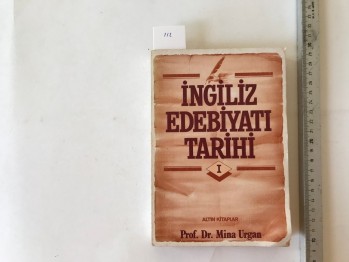 İNGİLİZ
EDEBİYATI
TARİHİ
I
ALTIN KİTAPLAR
Prof. Dr. Mina Urgan